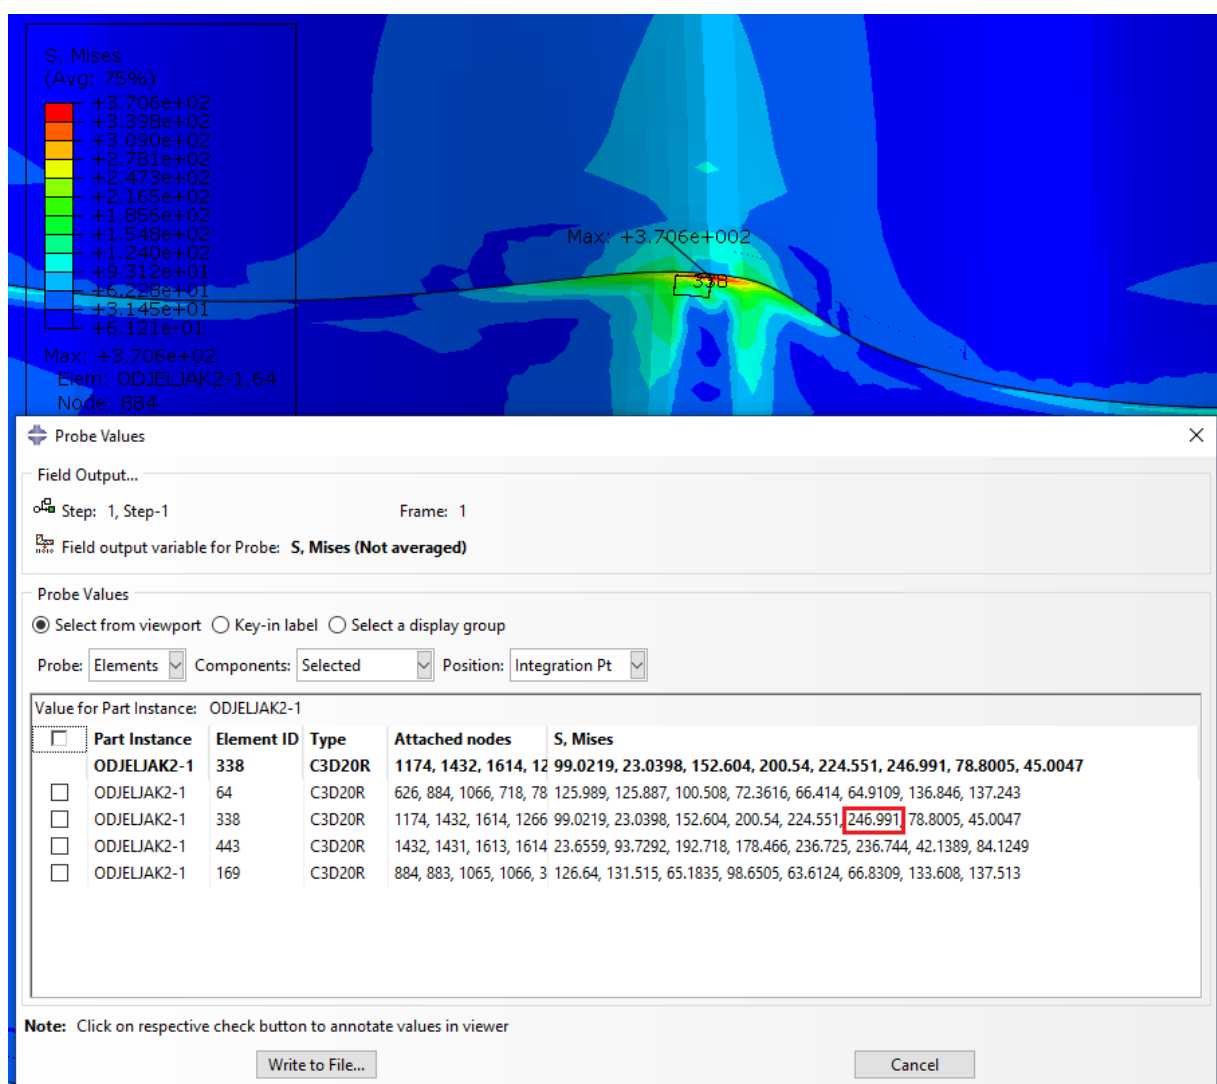 S, Mises
(Avg: 75%)
+3.706e+02
+3.398e+02
+3.090e+02
+2.781e+02
+2.473e+02
+2.165e+02
+1.856e+02
+1.548e+02
+1.240e+02
+9.312e+01
+6.228e+01
+3.145e+01
+6.121e-01
Max: +3.706e+02
Elem: ODJELJAK2-1.64
Node: 884
Max: +3.706e+002
338
Probe Values
Field Output...
Step: 1, Step-1 Frame: 1
Field output variable for Probe: S, Mises (Not averaged)
Probe Values
Select from viewport Key-in label Select a display group
Probe: Elements Components: Selected Position: Integration Pt
Value for Part Instance: ODJELJAK2-1
Part Instance Element ID Type Attached nodes S, Mises
ODJELJAK2-1 338 C3D20R 1174, 1432, 1614, 12 99.0219, 23.0398, 152.604, 200.54, 224.551, 246.991, 78.8005, 45.0047
ODJELJAK2-1 64 C3D20R 626, 884, 1066, 718, 78 125.989, 125.887, 100.508, 72.3616, 66.414, 64.9109, 136.846, 137.243
ODJELJAK2-1 338 C3D20R 1174, 1432, 1614, 1266 99.0219, 23.0398, 152.604, 200.54, 224.551, 246.991, 78.8005, 45.0047
ODJELJAK2-1 443 C3D20R 1432, 1431, 1613, 1614 23.6559, 93.7292, 192.718, 178.466, 236.725, 236.744, 42.1389, 84.1249
ODJELJAK2-1 169 C3D20R 884, 883, 1065, 1066, 3 126.64, 131.515, 65.1835, 98.6505, 63.6124, 66.8309, 133.608, 137.513
Note: Click on respective check button to annotate values in viewer
Write to File... Cancel